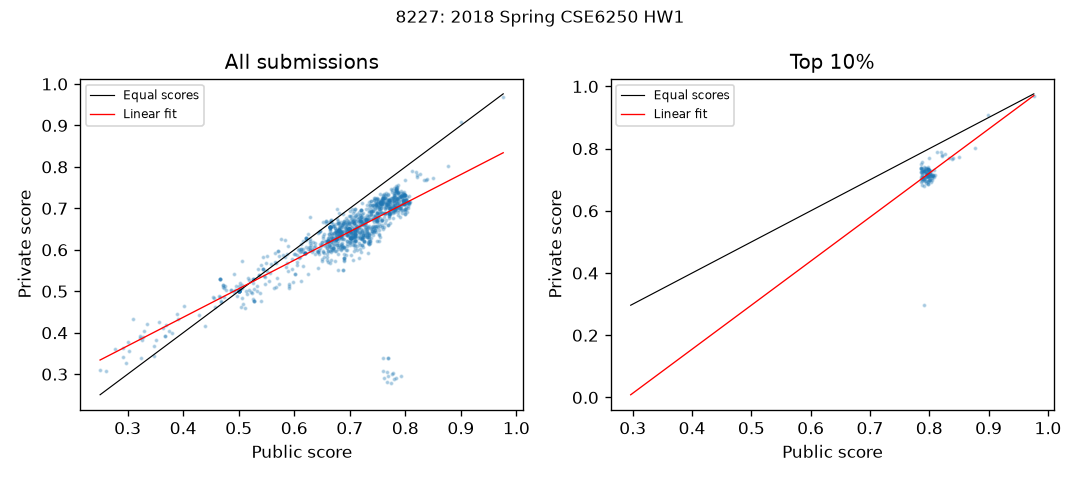 8227: 2018 Spring CSE6250 HW1
All submissions
Equal scores
Linear fit
1.0
0.9
0.8
0.7
0.6
0.5
0.4
0.3
Private score
0.3 0.4 0.5 0.6 0.7 0.8 0.9 1.0
Public score
Top 10%
Equal scores
Linear fit
1.0
0.8
0.6
0.4
0.2
0.0
Private score
0.3 0.4 0.5 0.6 0.7 0.8 0.9 1.0
Public score